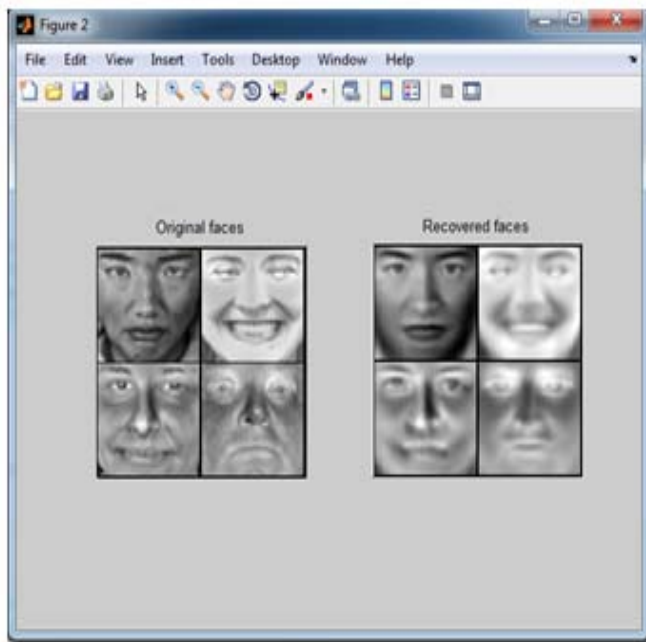 Figure 2
File Edit View Insert Tools Desktop Window Help
Original faces
Recovered faces